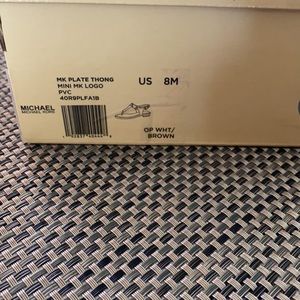 MK PLATE THONG
MINI MK LOGO
PVC
40R9PLFA1B
US 8M
MICHAEL
MICHAEL KORS
OP WHT/
BROWN